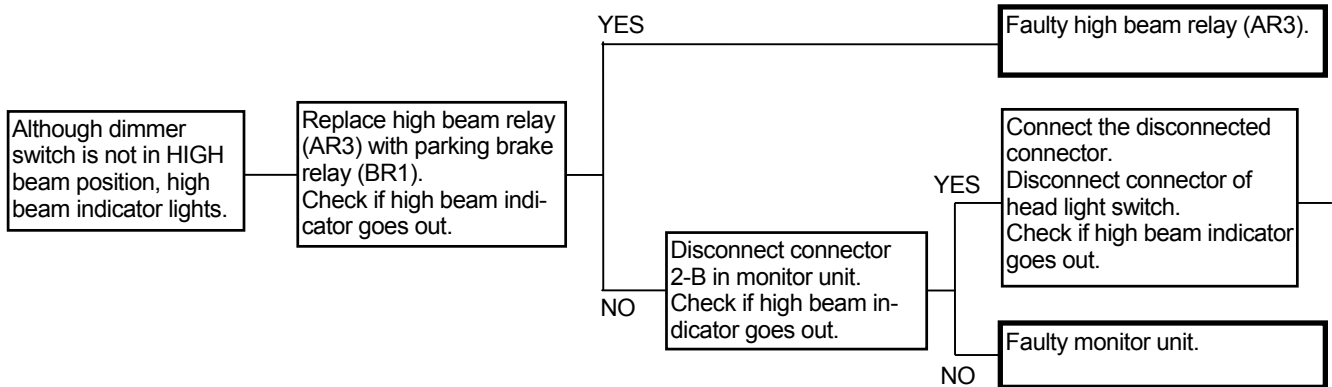 Although dimmer
switch is not in HIGH
beam position, high
beam indicator lights.
Replace high beam relay
(AR3) with parking brake
relay (BR1).
Check if high beam indi-
cator goes out.
YES
Faulty high beam relay (AR3).
NO
Disconnect connector
2-B in monitor unit.
Check if high beam in-
dicator goes out.
YES
Connect the disconnected
connector.
Disconnect connector of
head light switch.
Check if high beam indicator
goes out.
NO
Faulty monitor unit.